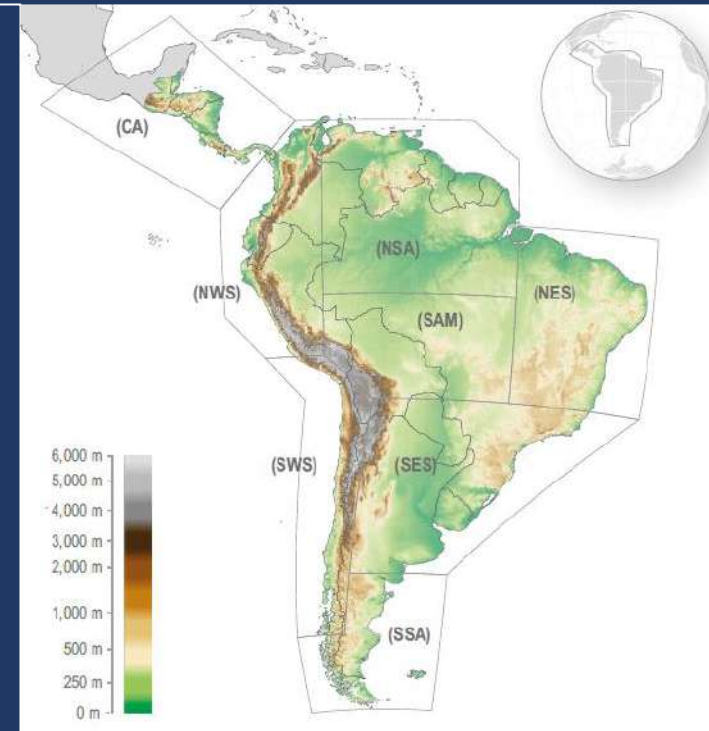 (CA)
(NSA)
(NWS)
(NES)
(SAM)
(SWS)
(SES)
(SSA)
6,000 m
5,000 m
4,000 m
3,000 m
2,000 m
1,000 m
500 m
250 m
0 m